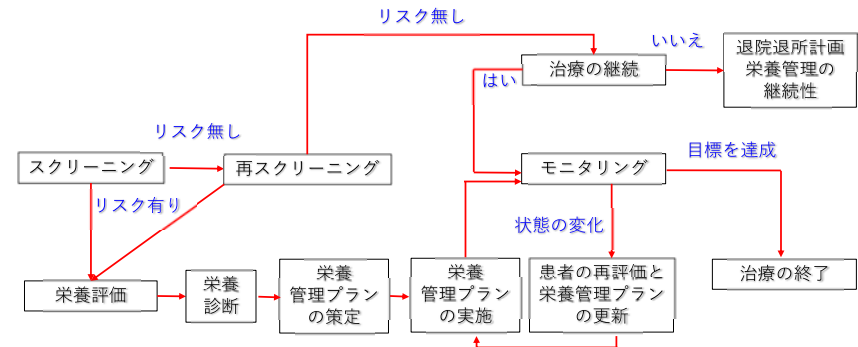 リスク無し
いいえ
退院退所計画
栄養管理の
継続性
治療の継続
はい
リスク無し
スクリーニング
再スクリーニング
モニタリング
目標を達成
リスク有り
状態の変化
栄養評価
栄養
診断
栄養
管理プラン
の策定
栄養
管理プラン
の実施
患者の再評価と
栄養管理プラン
の更新
治療の終了